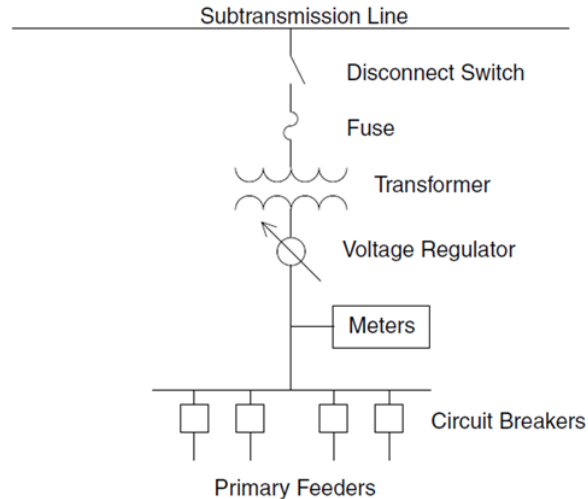 Subtransmission Line
Disconnect Switch
Fuse
Transformer
Voltage Regulator
Meters
Circuit Breakers
Primary Feeders